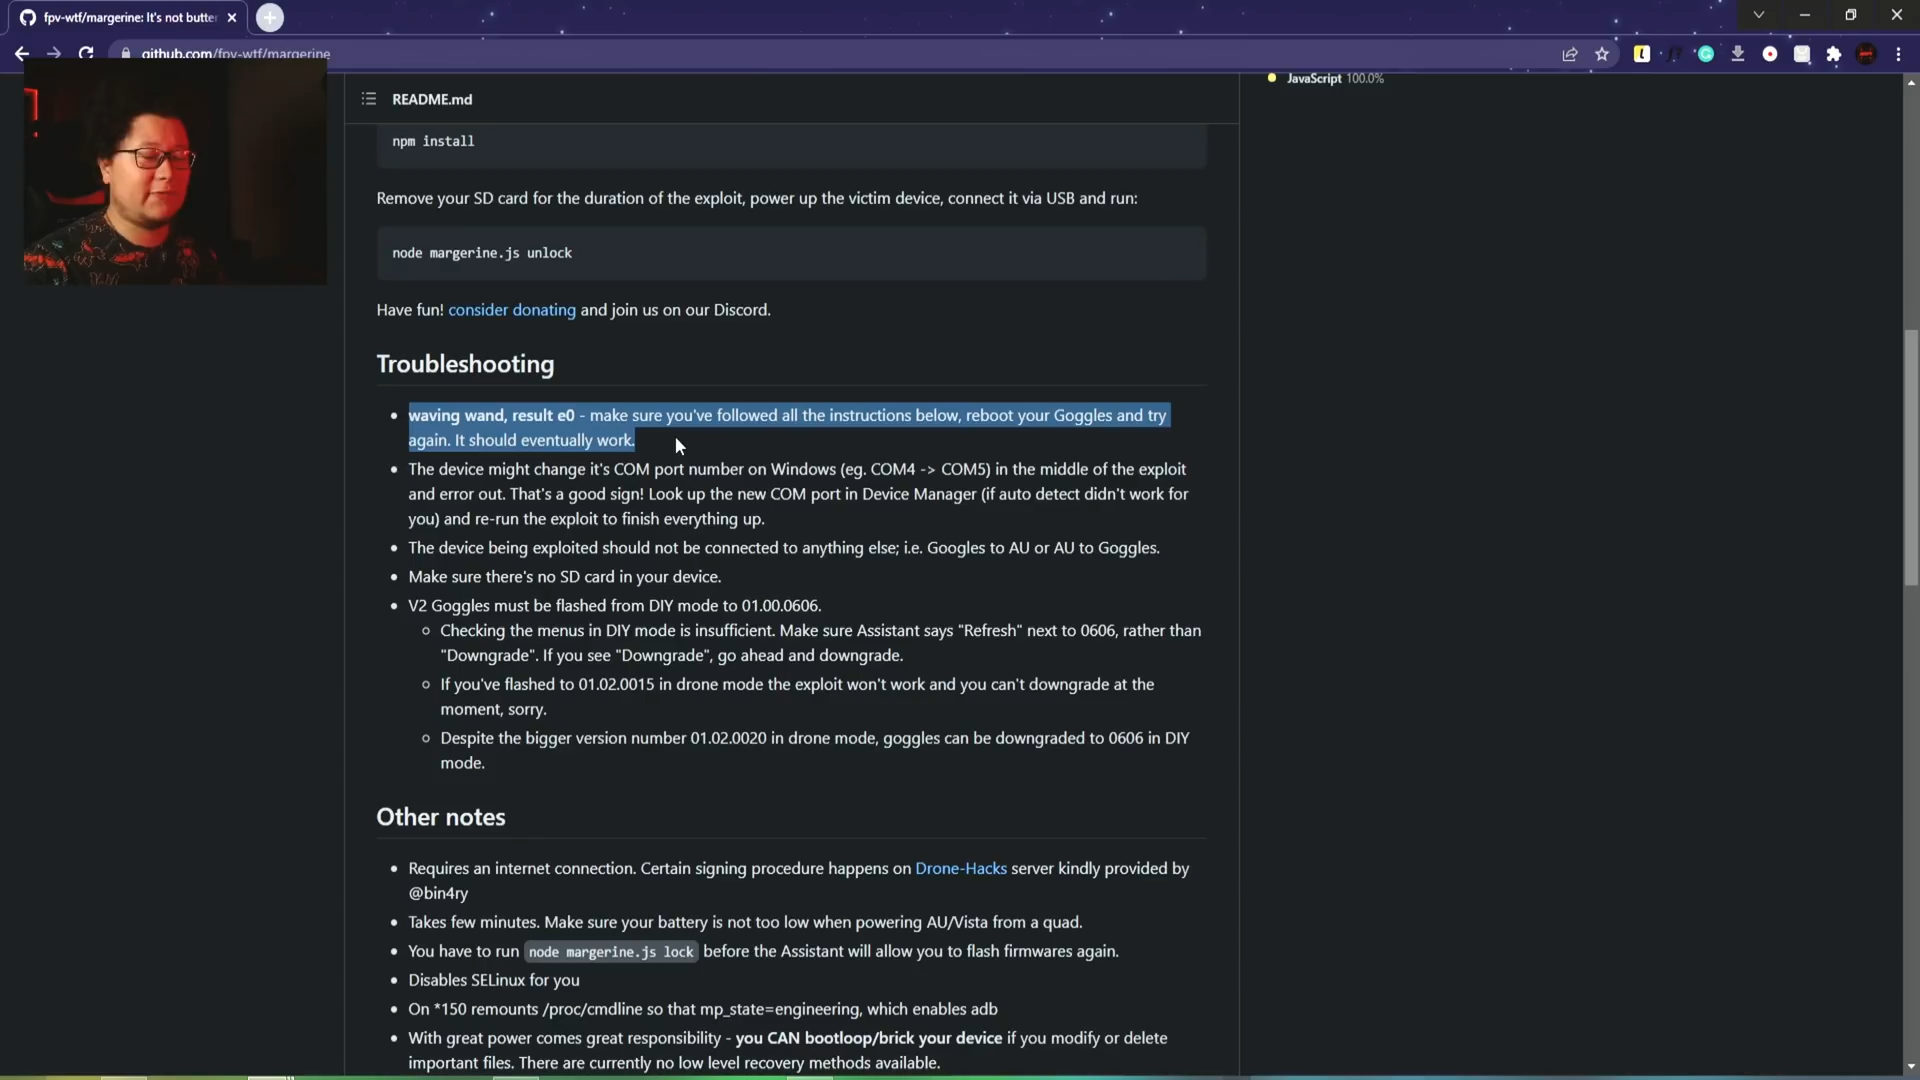 fpv-wtf/margerine: It's not butte
github.com/fpv-wtf/margerine
JavaScript 100.0%
README.md
npm install
Remove your SD card for the duration of the exploit, power up the victim device, connect it via USB and run:
node margerine.js unlock
Have fun! consider donating and join us on our Discord.
Troubleshooting
waving wand, result e0 - make sure you've followed all the instructions below, reboot your Goggles and try
again. It should eventually work.
The device might change it's COM port number on Windows (eg. COM4 -> COM5) in the middle of the exploit
and error out. That's a good sign! Look up the new COM port in Device Manager (if auto detect didn't work for
you) and re-run the exploit to finish everything up.
The device being exploited should not be connected to anything else; i.e. Googles to AU or AU to Goggles.
Make sure there's no SD card in your device.
V2 Goggles must be flashed from DIY mode to 01.00.0606.
Checking the menus in DIY mode is insufficient. Make sure Assistant says "Refresh" next to 0606, rather than
"Downgrade". If you see "Downgrade", go ahead and downgrade.
If you've flashed to 01.02.0015 in drone mode the exploit won't work and you can't downgrade at the
moment, sorry.
Despite the bigger version number 01.02.0020 in drone mode, goggles can be downgraded to 0606 in DIY
mode.
Other notes
Requires an internet connection. Certain signing procedure happens on Drone-Hacks server kindly provided by
@bin4ry
Takes few minutes. Make sure your battery is not too low when powering AU/Vista from a quad.
You have to run node margerine.js lock before the Assistant will allow you to flash firmwares again.
Disables SELinux for you
On *150 remounts /proc/cmdline so that mp_state=engineering, which enables adb
With great power comes great responsibility - you CAN bootloop/brick your device if you modify or delete
important files. There are currently no low level recovery methods available.